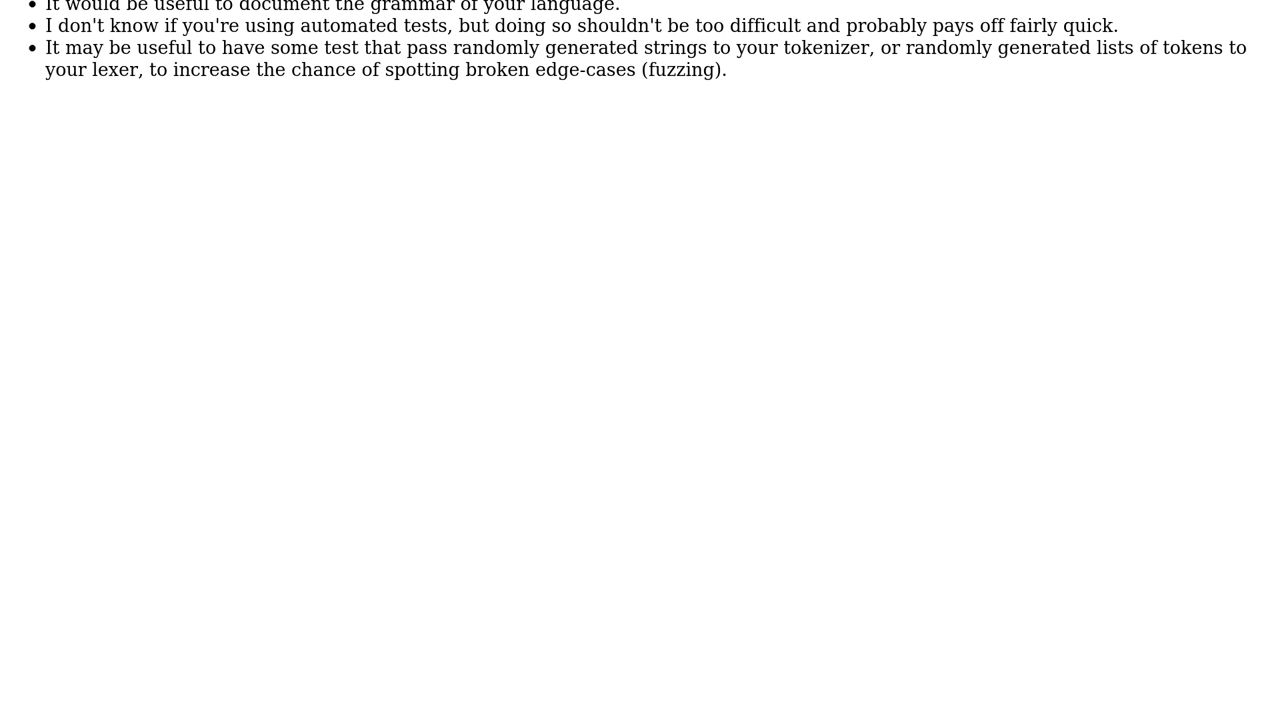 It would be useful to document the grammar of your language.
I don't know if you're using automated tests, but doing so shouldn't be too difficult and probably pays off fairly quick.
It may be useful to have some test that pass randomly generated strings to your tokenizer, or randomly generated lists of tokens to
your lexer, to increase the chance of spotting broken edge-cases (fuzzing).